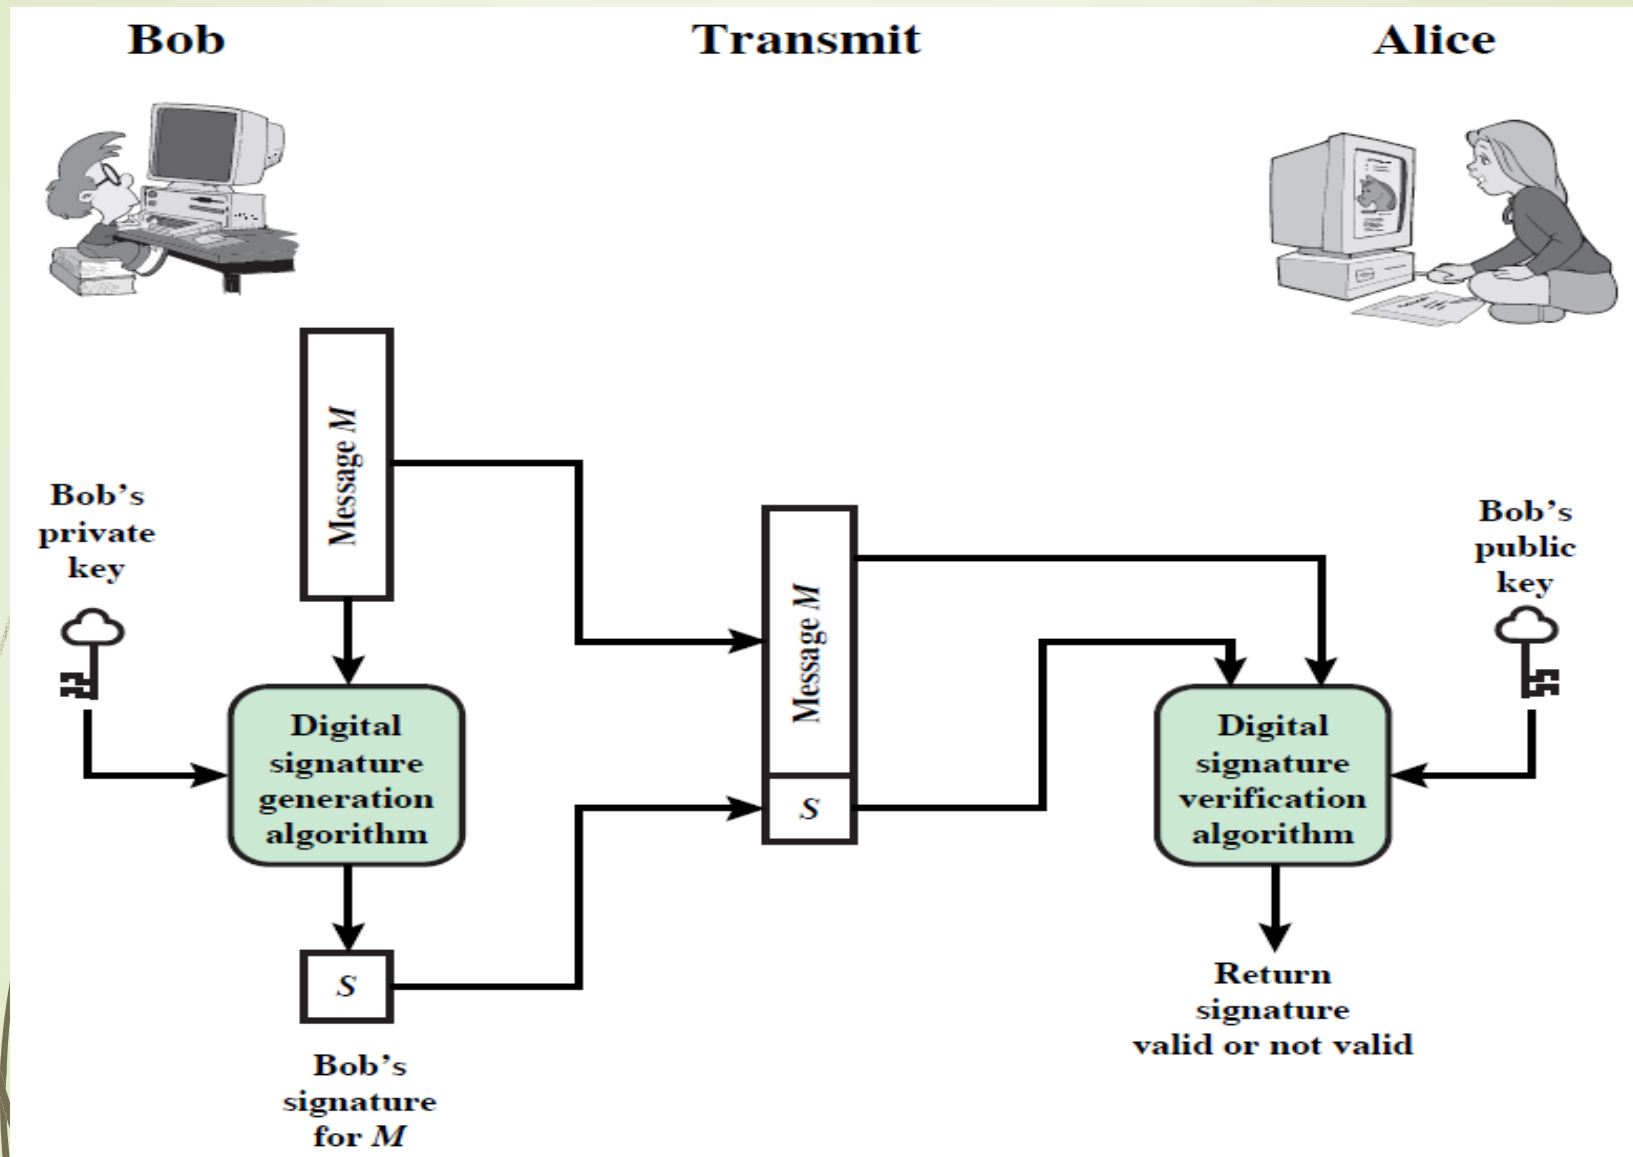 Bob
Transmit
Alice
Message M
Bob's
private
key
Digital
signature
generation
algorithm
S
Bob's
signature
for M
Message M
S
Bob's
public
key
Digital
signature
verification
algorithm
Return
signature
valid or not valid